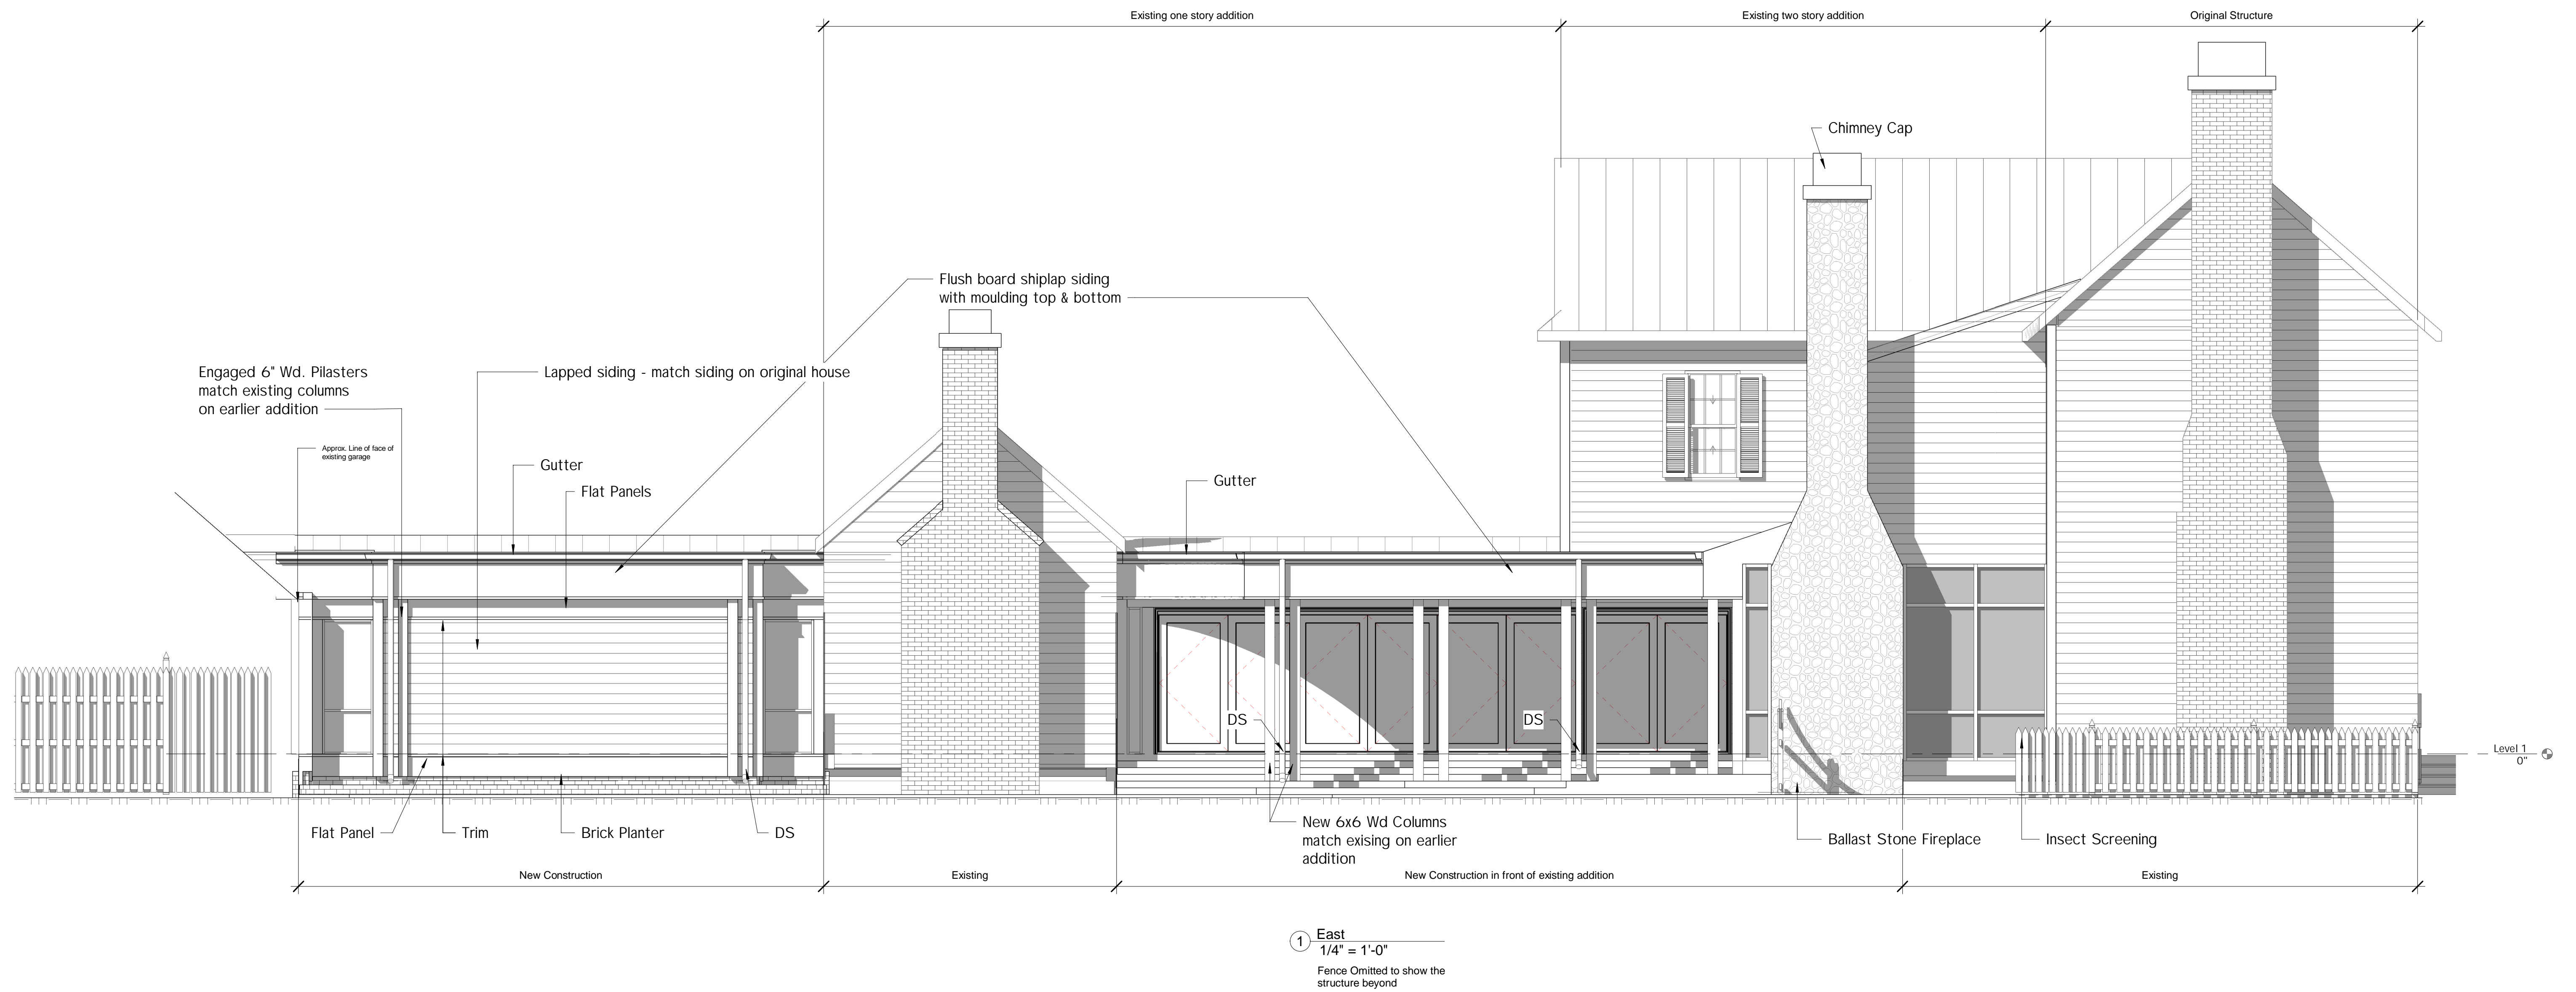 Existing one story addition
Existing two story addition
Original Structure
Chimney Cap
Flush board shiplap siding
with moulding top & bottom
Engaged 6" Wd. Pilasters
match existing columns
on earlier addition
Lapped siding - match siding on original house
Approx. Line of face of
existing garage
Gutter
Flat Panels
Gutter
DS
DS
Level 1
0"
Flat Panel
Trim
Brick Planter
DS
New 6x6 Wd Columns
match exising on earlier
addition
Ballast Stone Fireplace
Insect Screening
New Construction
Existing
New Construction in front of existing addition
Existing
1
East
1/4" = 1'-0"
Fence Omitted to show the
structure beyond